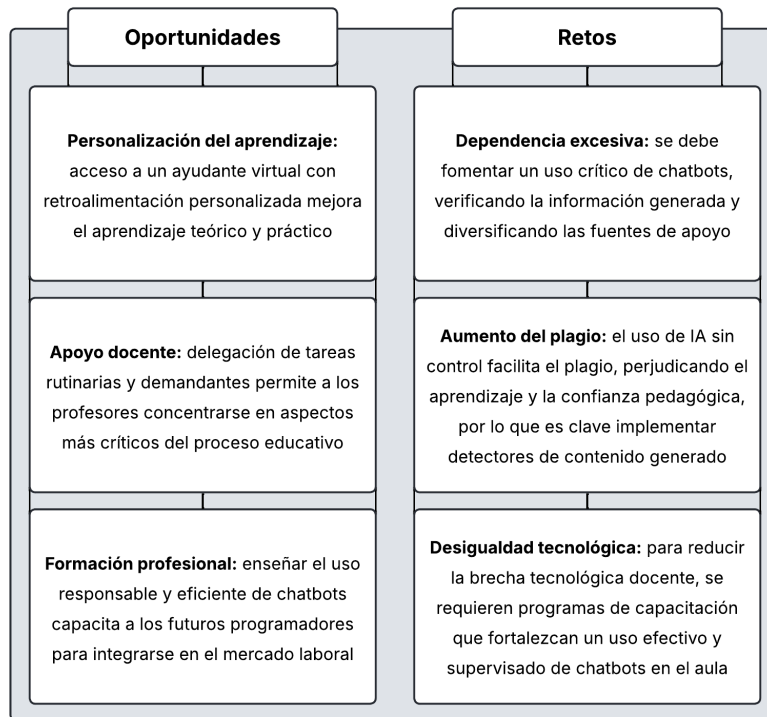 Oportunidades
Personalización del aprendizaje:
acceso a un ayudante virtual con
retroalimentación personalizada mejora
el aprendizaje teórico y práctico
Apoyo docente: delegación de tareas
rutinarias y demandantes permite a los
profesores concentrarse en aspectos
más críticos del proceso educativo
Formación profesional: enseñar el uso
responsable y eficiente de chatbots
capacita a los futuros programadores
para integrarse en el mercado laboral
Retos
Dependencia excesiva: se debe
fomentar un uso crítico de chatbots,
verificando la información generada y
diversificando las fuentes de apoyo
Aumento del plagio: el uso de IA sin
control facilita el plagio, perjudicando el
aprendizaje y la confianza pedagógica,
por lo que es clave implementar
detectores de contenido generado
Desigualdad tecnológica: para reducir
la brecha tecnológica docente, se
requieren programas de capacitación
que fortalezcan un uso efectivo y
supervisado de chatbots en el aula